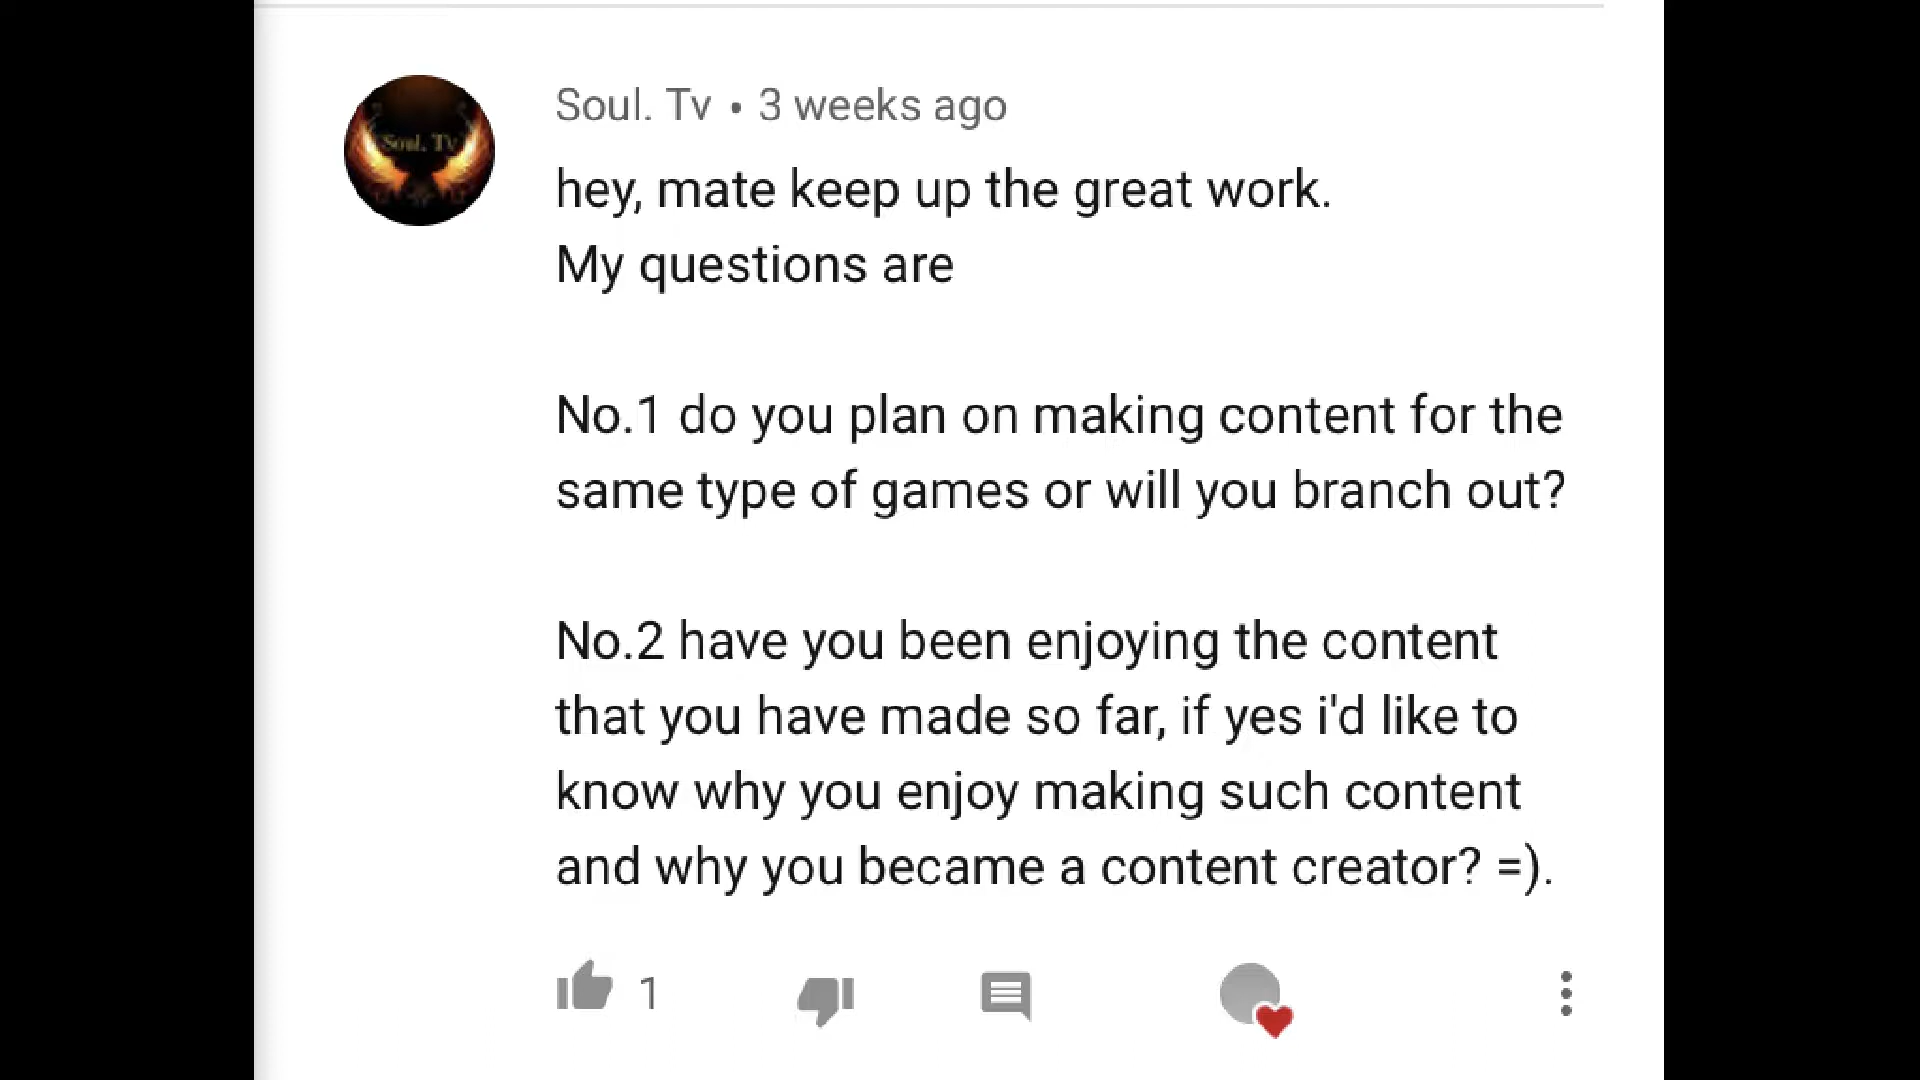 Soul. Tv
Soul. Tv • 3 weeks ago
hey, mate keep up the great work.
My questions are
No.1 do you plan on making content for the
same type of games or will you branch out?
No.2 have you been enjoying the content
that you have made so far, if yes i'd like to
know why you enjoy making such content
and why you became a content creator? =).
1